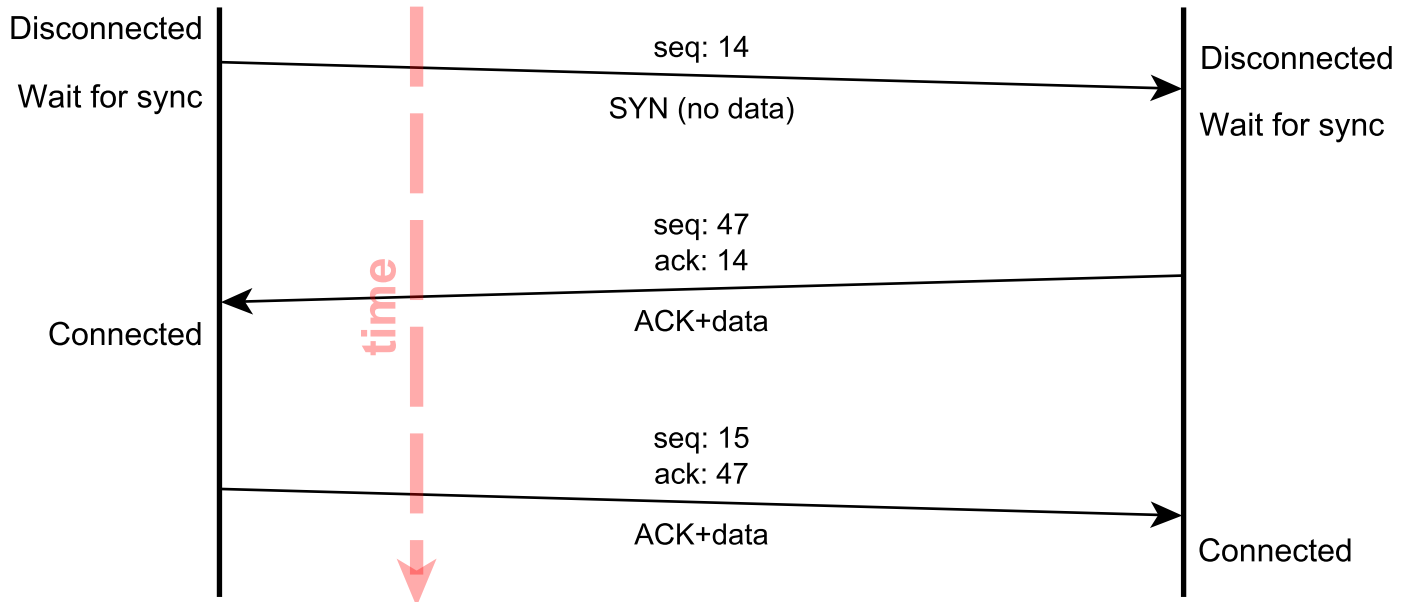 Disconnected
seq: 14
Disconnected
Wait for sync
SYN (no data)
Wait for sync
seq: 47
ack: 14
time
ACK+data
Connected
seq: 15
ack: 47
ACK+data
Connected